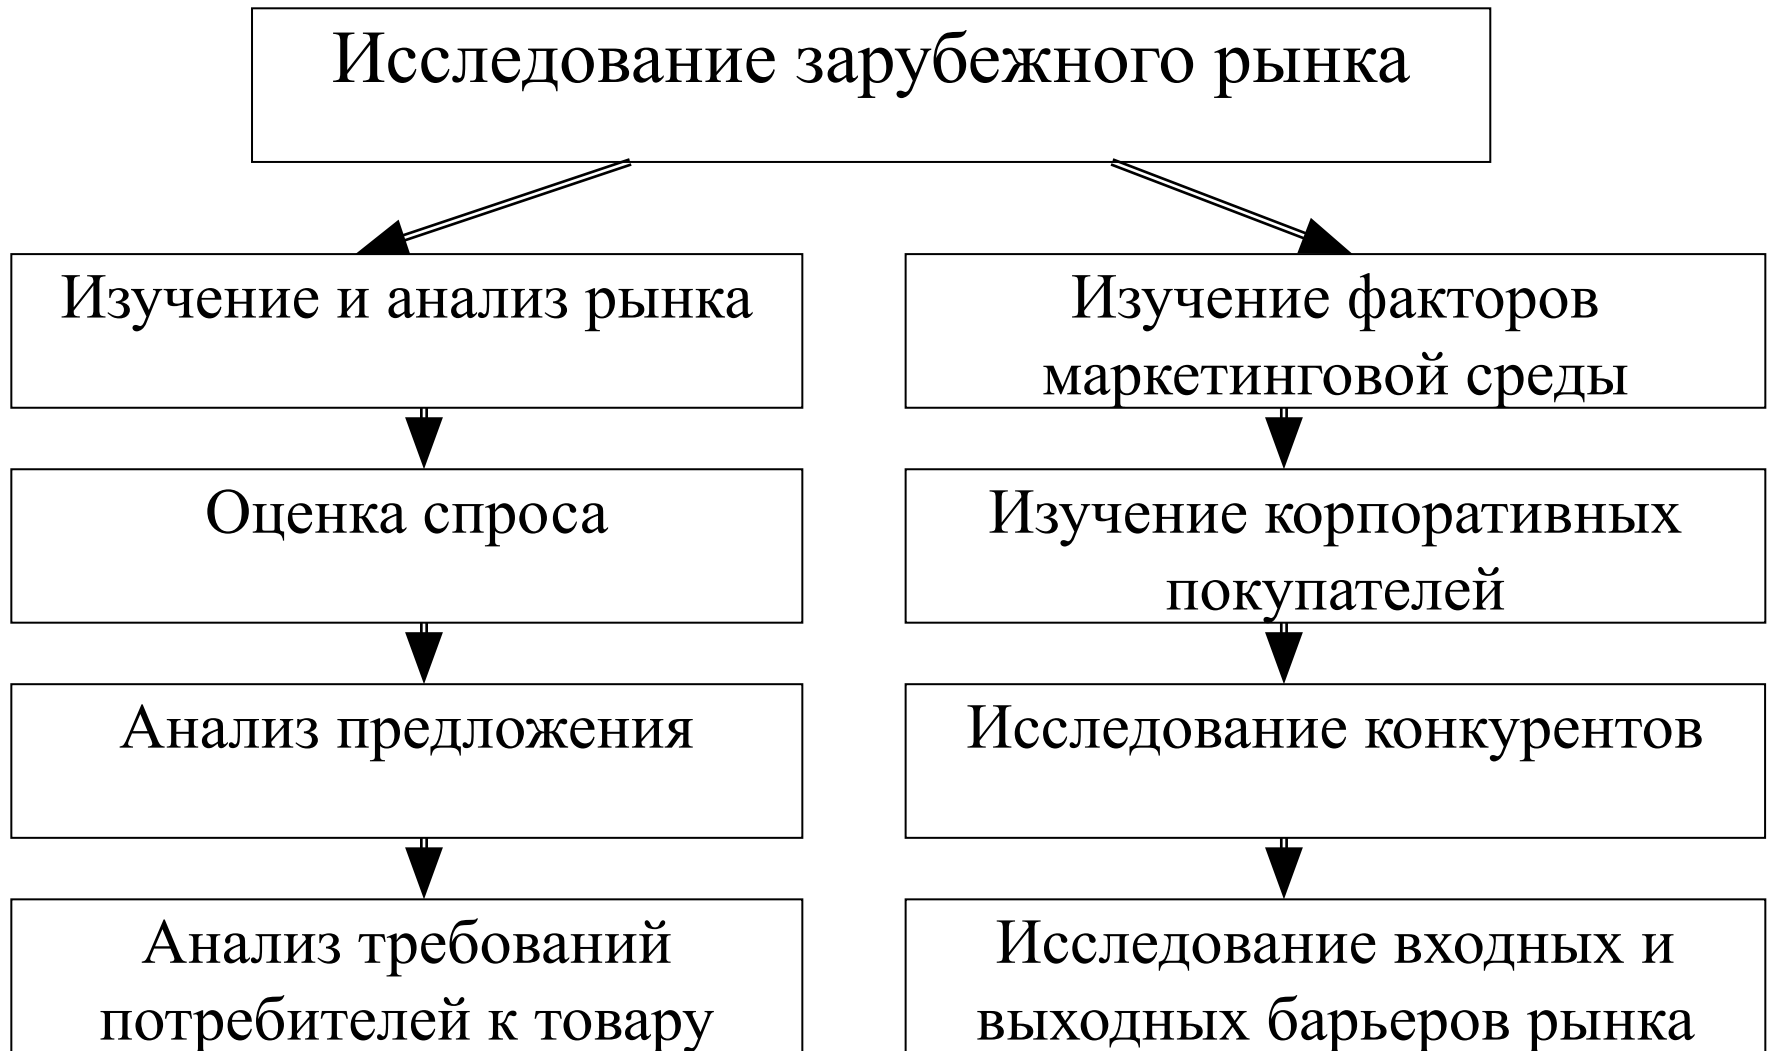 Исследование зарубежного рынка
Изучение и анализ рынка
Изучение факторов
маркетинговой среды
Оценка спроса
Изучение корпоративных
покупателей
Анализ предложения
Исследование конкурентов
Анализ требований
потребителей к товару
Исследование входных и
выходных барьеров рынка